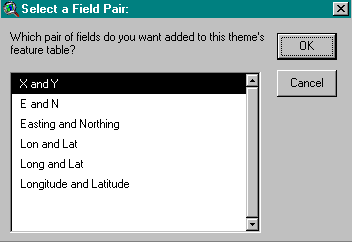 Select a Field Pair:
Which pair of fields do you want added to this theme's
feature table?
OK
Cancel
X and Y
E and N
Easting and Northing
Lon and Lat
Long and Lat
Longitude and Latitude